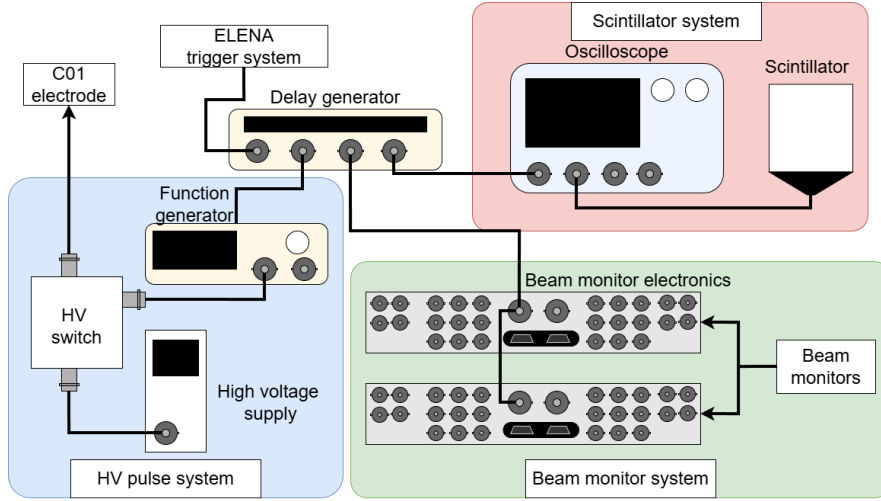 Scintillator system
ELENA
trigger system
Oscilloscope
C01
electrode
Scintillator
Delay generator
Function
generator
Beam monitor electronics
HV
switch
High voltage
supply
Beam
monitors
HV pulse system
Beam monitor system